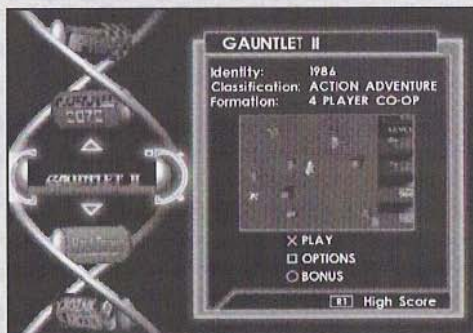 2072
GAUNTLET II
GAUNTLET II
Identity: 1986
Classification: ACTION ADVENTURE
Formation: 4 PLAYER CO-OP
X PLAY
□ OPTIONS
○ BONUS
R1 High Score